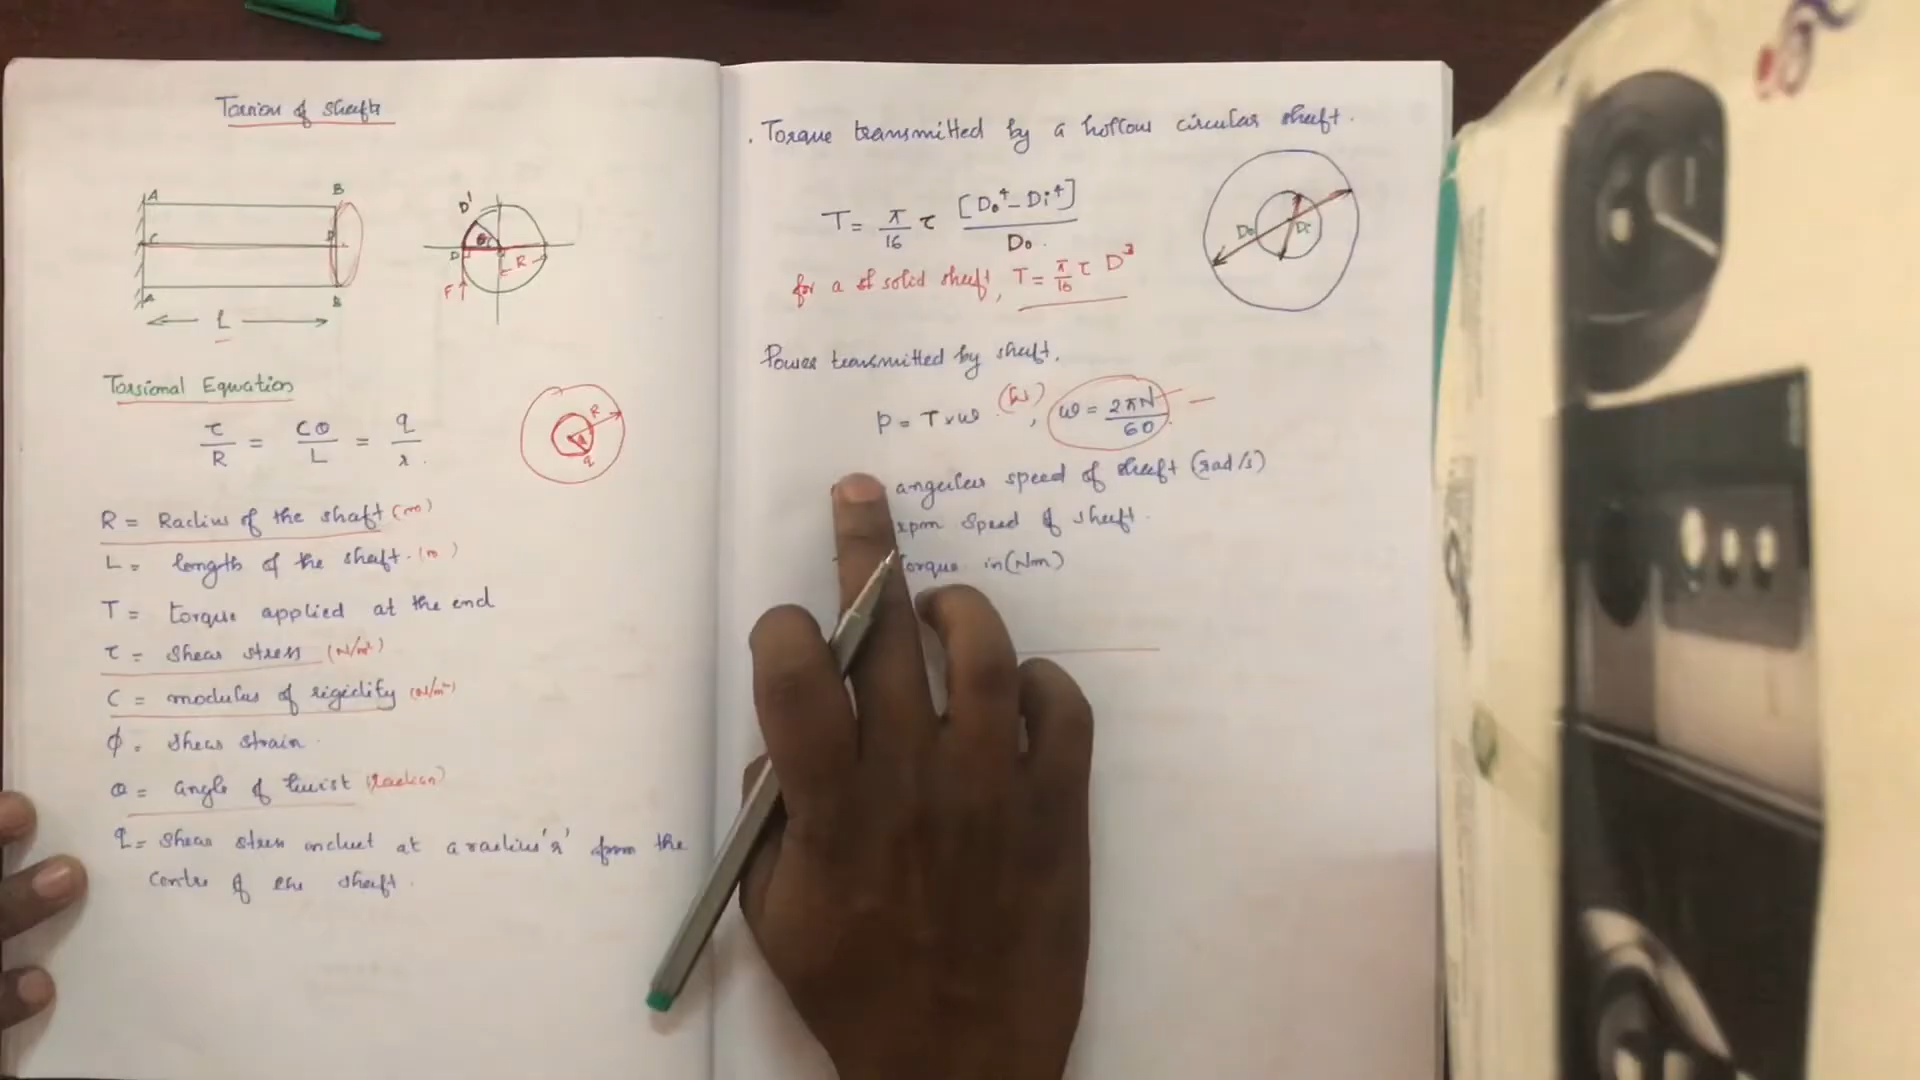 Torsion of shafts
A
B
C
D
A
B
L
D'
θ
D
R
F
Torsional Equation
τ/R = Cθ/L = q/r.
R
q
R = Radius of the shaft (m)
L = length of the shaft. (m)
T = torque applied at the end
τ = Shear stress (N/m²)
C = modulus of rigidity (N/m²)
ϕ = Shear strain.
θ = angle of twist (radian)
q = Shear stress induct at a radius 'r' from the
Centre of the shaft.
. Torque transmitted by a hollow circular shaft.
T = π/16 τ [Do⁴ - Di⁴]/Do.
for a solid shaft, T = π/16 τ D³
Do
Di
Power transmitted by shaft.
P = T × ω (W), ω = 2πN/60.
angular speed of shaft (rad/s)
rpm speed of shaft.
torque in (Nm)